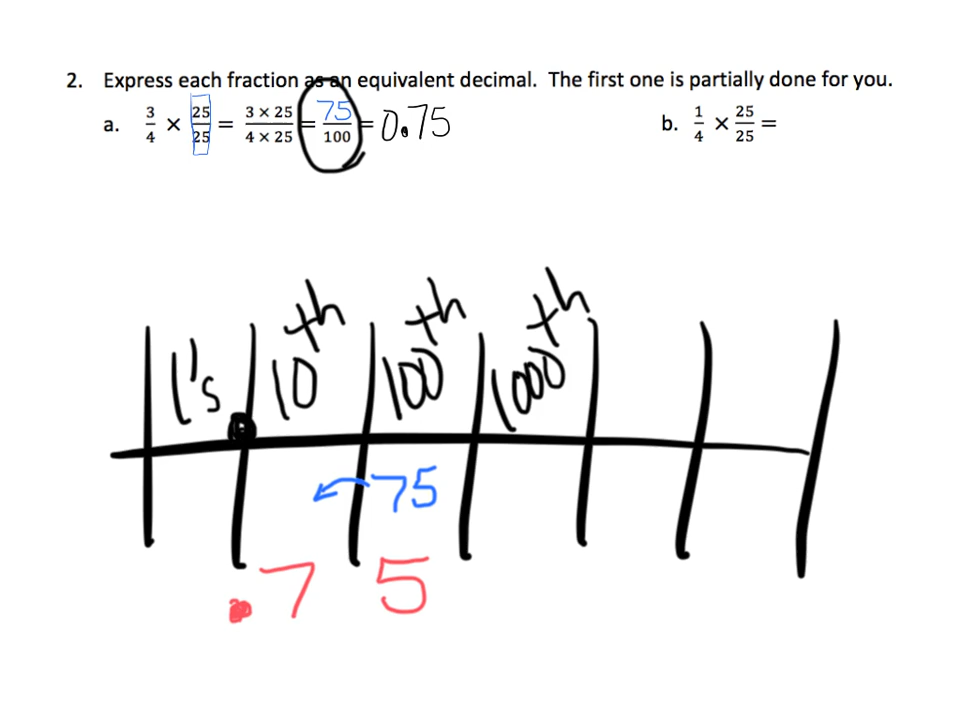 2. Express each fraction as an equivalent decimal. The first one is partially done for you.
a. 3/4 × 25/25 = 3 × 25/4 × 25 = 75/100 = 0.75
b. 1/4 × 25/25 =
1's 10th 100th 1000th
75
.7 5